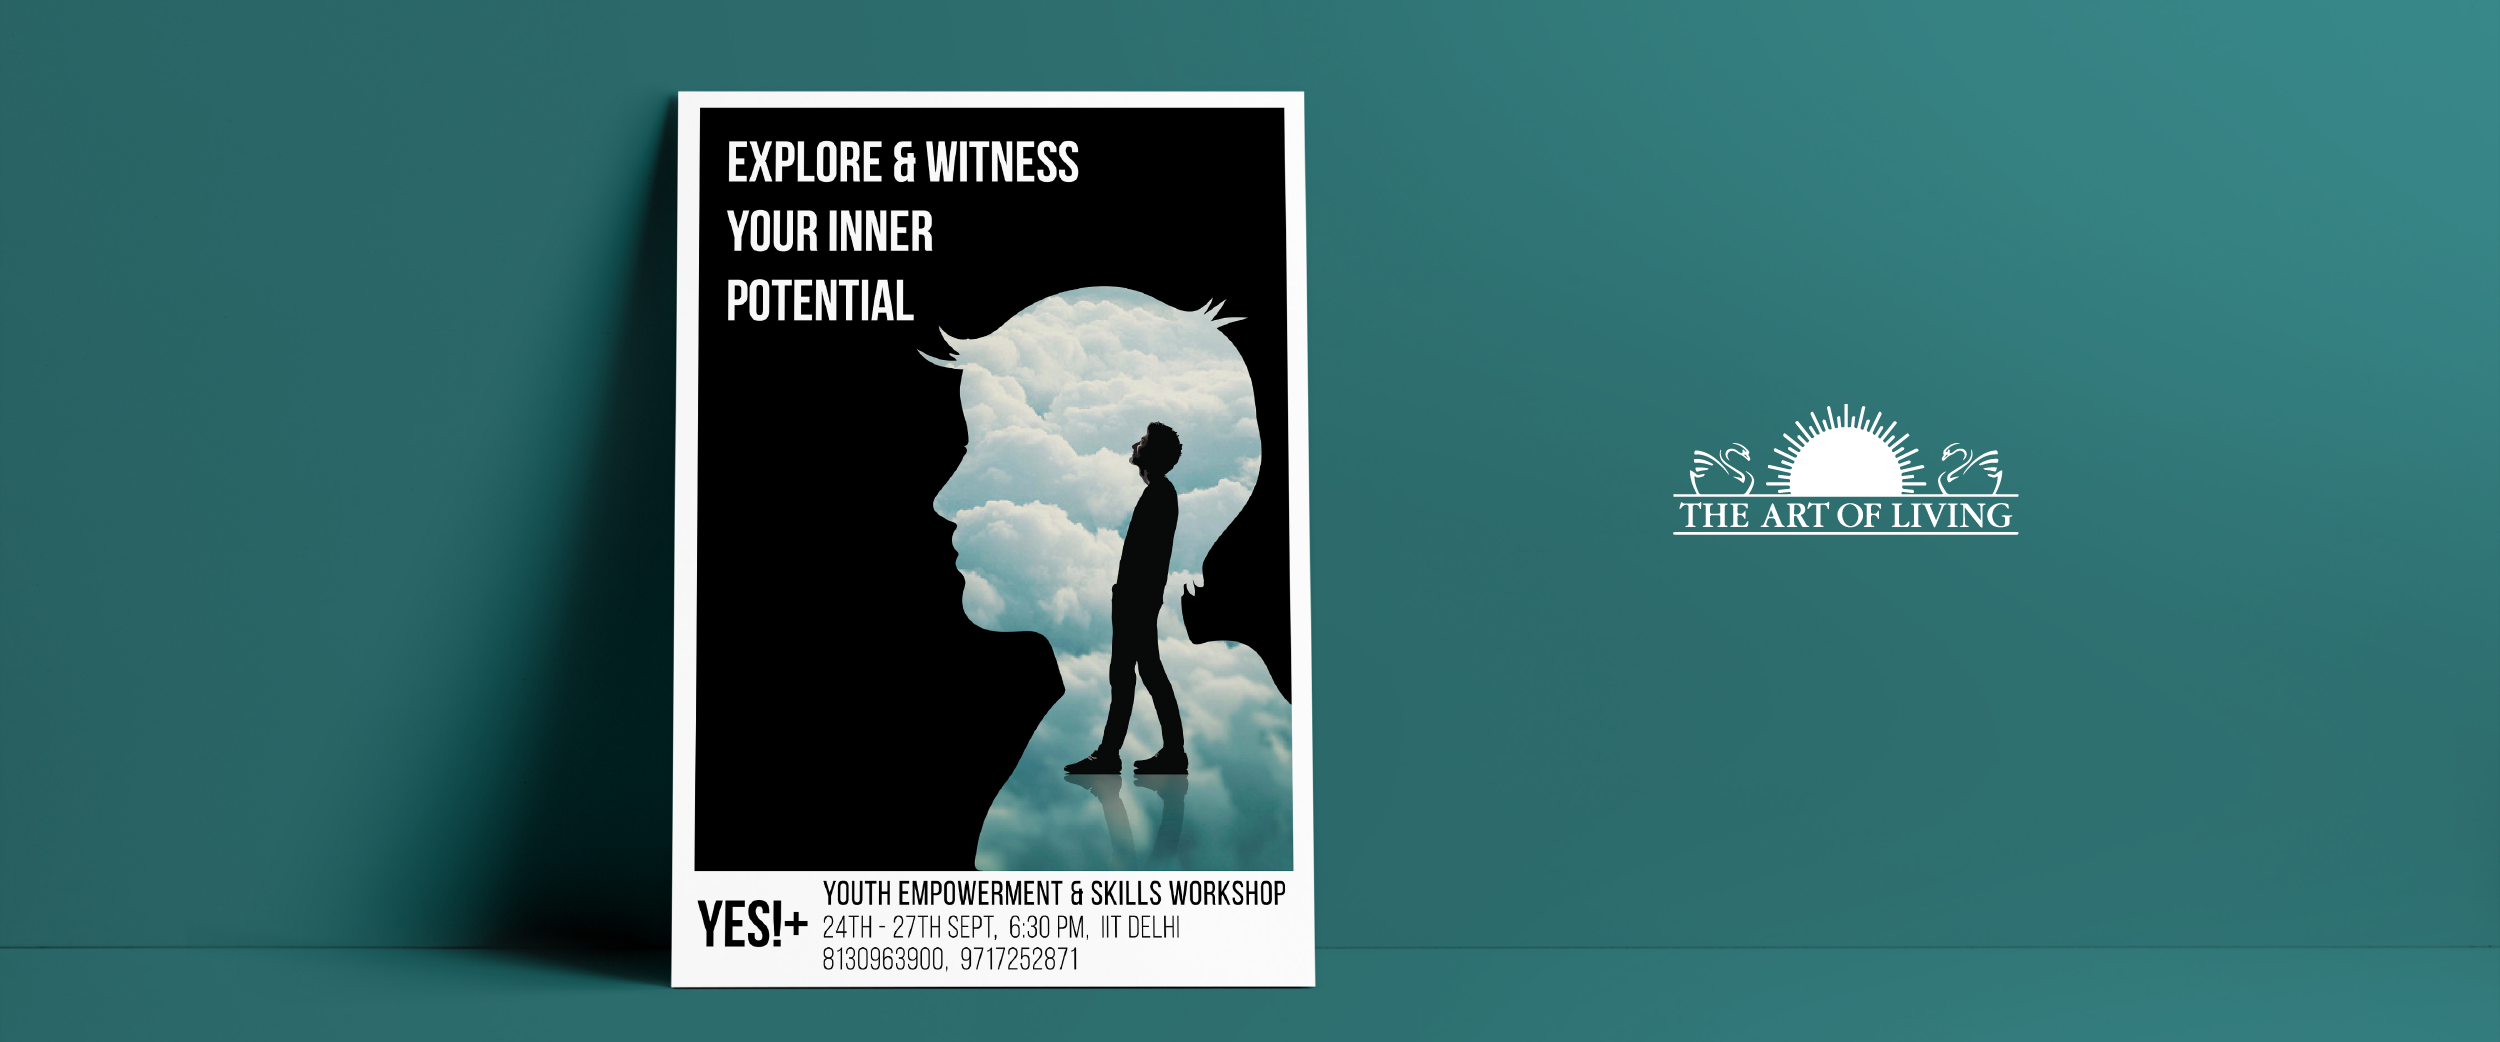 EXPLORE & WITNESS
YOUR INNER
POTENTIAL
YES!+
YOUTH EMPOWERMENT & SKILLS WORKSHOP
24TH - 27TH SEPT, 6:30 PM, IIT DELHI
8130963900, 9717252871
THE ART OF LIVING